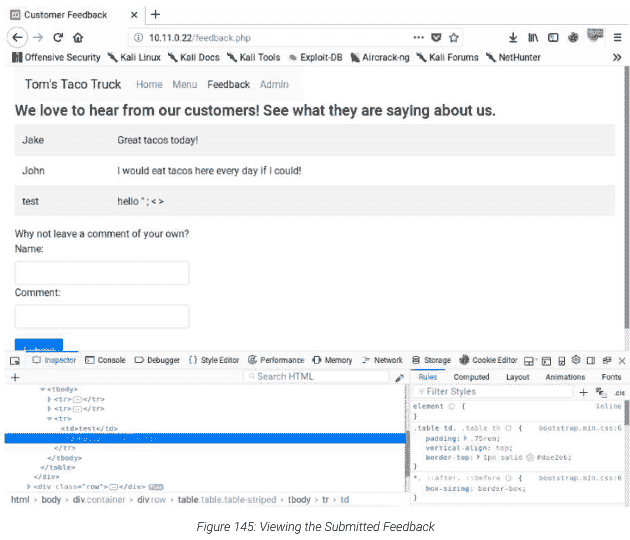 Customer Feedback
10.11.0.22/feedback.php
Offensive Security Kali Linux Kali Docs Kali Tools Exploit-DB Aircrack-ng Kali Forums NetHunter
Tom's Taco Truck Home Menu Feedback Admin
We love to hear from our customers! See what they are saying about us.
Jake Great tacos today!
John I would eat tacos here every day if I could!
test hello " ; < >
Why not leave a comment of your own?
Name:
Comment:
Inspector Console Debugger {} Style Editor Performance Memory Network Storage Cookie Editor
+ Search HTML Rules Computed Layout Animations Fonts
Filter Styles + .cls
<tbody>
<tr></tr>
<tr></tr>
<tr>
<td>test</td>
</tr>
</tbody>
</table>
</div>
<div class="row"></div>
element { inline
}
.table td, .table th { bootstrap.min.css:6
padding: .75rem;
vertical-align: top;
border-top: 1px solid #dee2e6;
}
*, ::after, ::before { bootstrap.min.css:6
box-sizing: border-box;
}
html > body > div.container > div.row > table.table.table-striped > tbody > tr > td
Figure 145: Viewing the Submitted Feedback